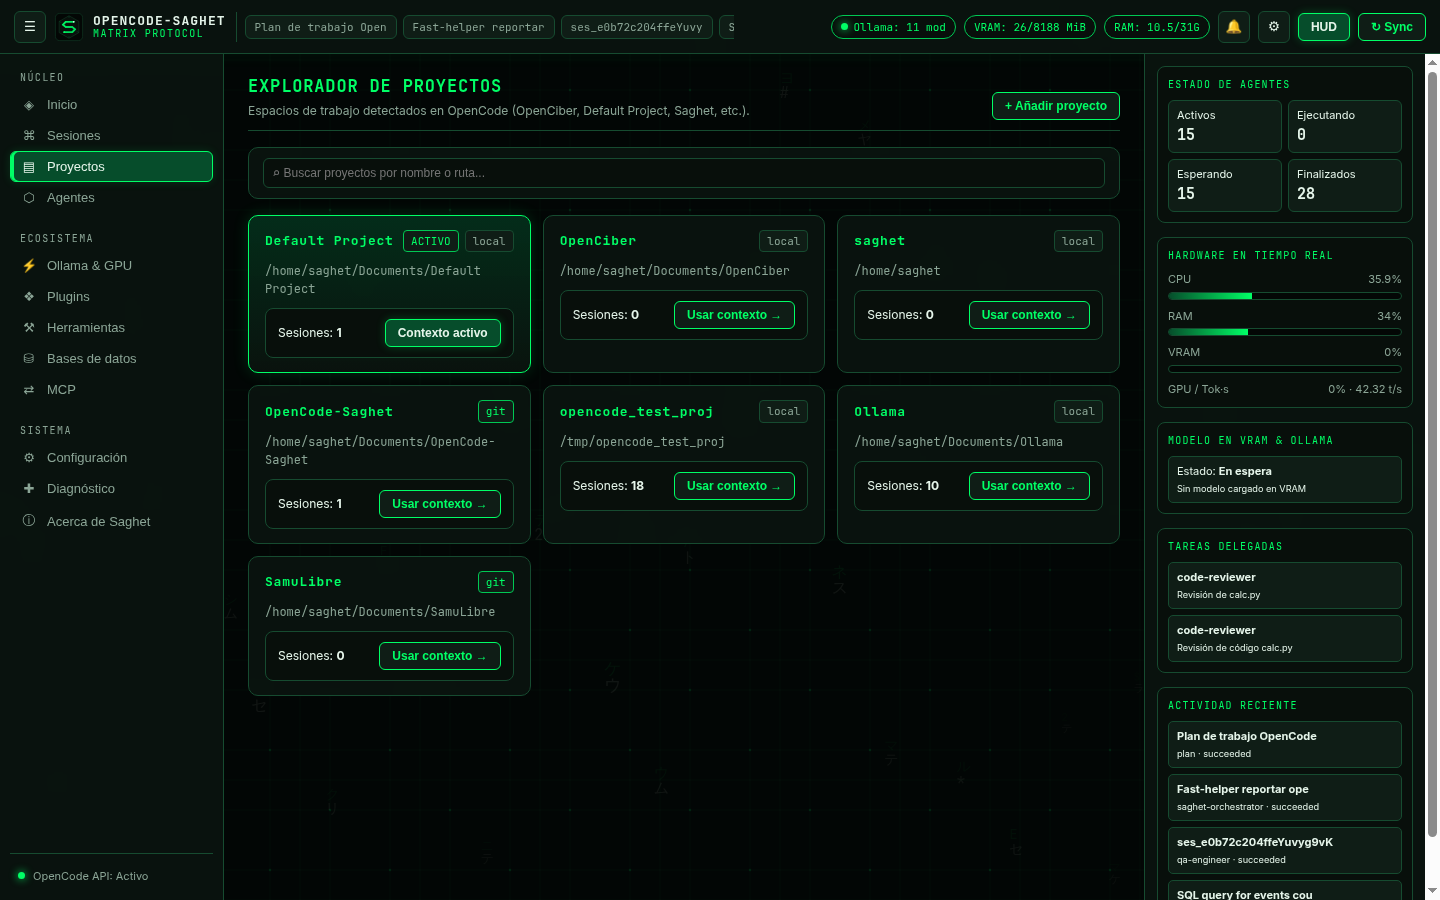 ☰
OPENCODE-SAGHET
MATRIX PROTOCOL
Plan de trabajo Open
Fast-helper reportar
ses_e0b72c204ffeYuvy
S
Ollama: 11 mod
VRAM: 26/8188 MiB
RAM: 10.5/31G
HUD
↻ Sync
NÚCLEO
Inicio
⌘ Sesiones
Proyectos
Agentes
ECOSISTEMA
Ollama & GPU
Plugins
Herramientas
Bases de datos
MCP
SISTEMA
Configuración
Diagnóstico
Acerca de Saghet
OpenCode API: Activo
EXPLORADOR DE PROYECTOS
Espacios de trabajo detectados en OpenCode (OpenCiber, Default Project, Saghet, etc.).
+ Añadir proyecto
⌕ Buscar proyectos por nombre o ruta...
Default Project
ACTIVO
local
/home/saghet/Documents/Default
Project
Sesiones: 1
Contexto activo
OpenCiber
local
/home/saghet/Documents/OpenCiber
Sesiones: 0
Usar contexto →
saghet
local
/home/saghet
Sesiones: 0
Usar contexto →
OpenCode-Saghet
git
/home/saghet/Documents/OpenCode-
Saghet
Sesiones: 1
Usar contexto →
opencode_test_proj
local
/tmp/opencode_test_proj
Sesiones: 18
Usar contexto →
Ollama
local
/home/saghet/Documents/Ollama
Sesiones: 10
Usar contexto →
SamuLibre
git
/home/saghet/Documents/SamuLibre
Sesiones: 0
Usar contexto →
ESTADO DE AGENTES
Activos
15
Ejecutando
0
Esperando
15
Finalizados
28
HARDWARE EN TIEMPO REAL
CPU 35.9%
RAM 34%
VRAM 0%
GPU / Tok·s 0% · 42.32 t/s
MODELO EN VRAM & OLLAMA
Estado: En espera
Sin modelo cargado en VRAM
TAREAS DELEGADAS
code-reviewer
Revisión de calc.py
code-reviewer
Revisión de código calc.py
ACTIVIDAD RECIENTE
Plan de trabajo OpenCode
plan · succeeded
Fast-helper reportar ope
saghet-orchestrator · succeeded
ses_e0b72c204ffeYuvyg9vK
qa-engineer · succeeded
SQL query for events cou